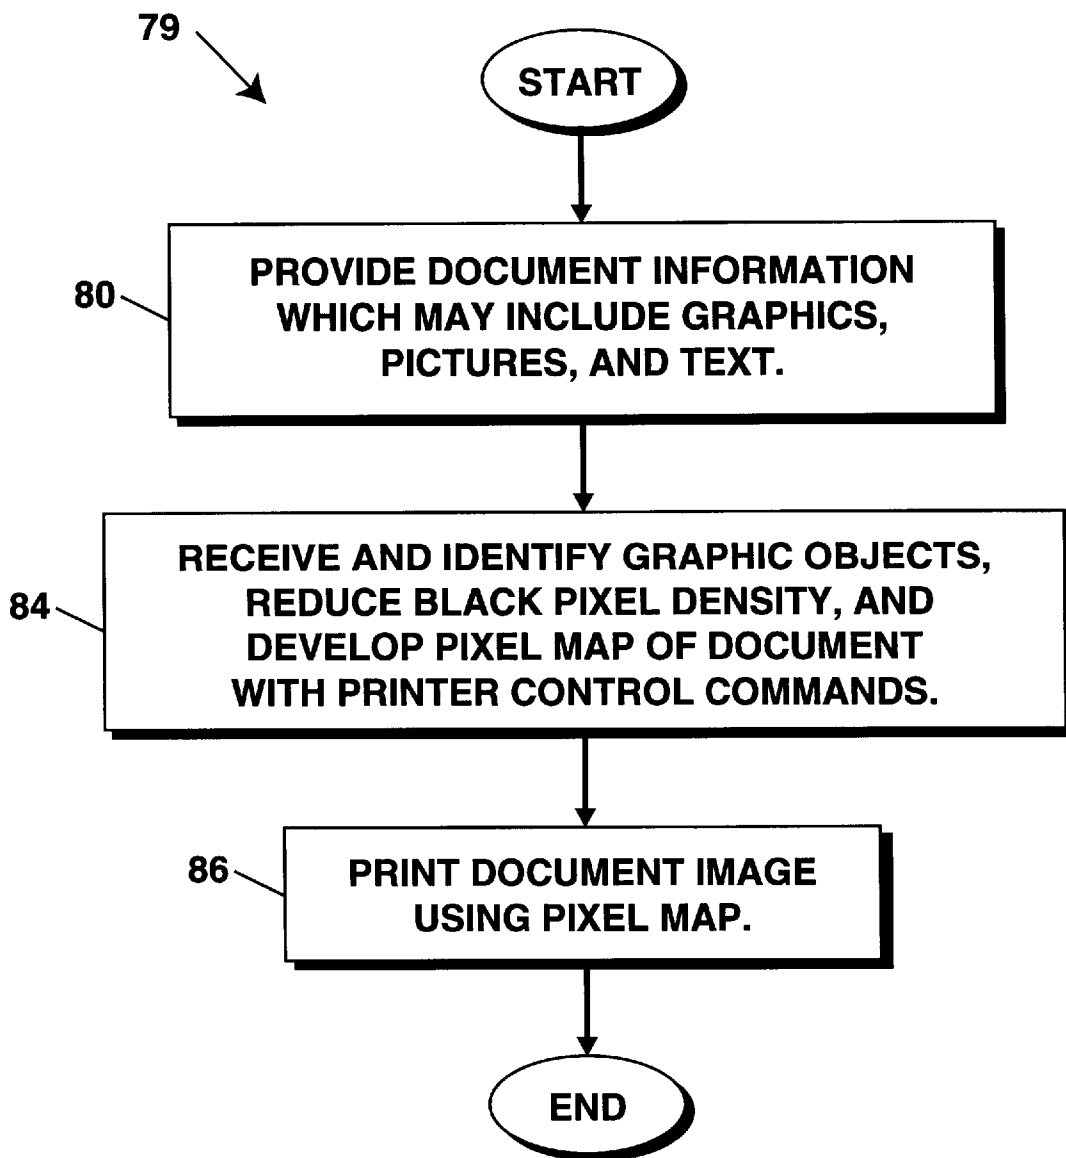 79
START
80
PROVIDE DOCUMENT INFORMATION
WHICH MAY INCLUDE GRAPHICS,
PICTURES, AND TEXT.
84
RECEIVE AND IDENTIFY GRAPHIC OBJECTS,
REDUCE BLACK PIXEL DENSITY, AND
DEVELOP PIXEL MAP OF DOCUMENT
WITH PRINTER CONTROL COMMANDS.
86
PRINT DOCUMENT IMAGE
USING PIXEL MAP.
END